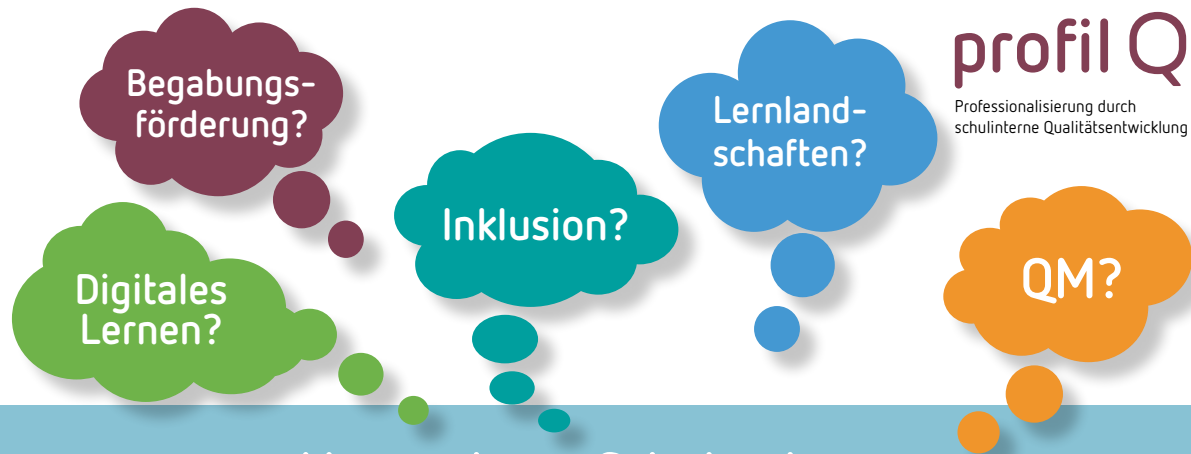 Begabungs-
förderung?
Digitales
Lernen?
Inklusion?
Lernland-
schaften?
profil Q
Professionalisierung durch
schulinterne Qualitätsentwicklung
QM?